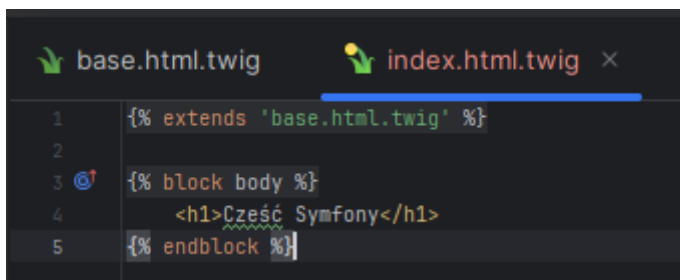 base.html.twig index.html.twig ×
1 {% extends 'base.html.twig' %}
2
3 {% block body %}
4 <h1>Cześć Symfony</h1>
5 {% endblock %}